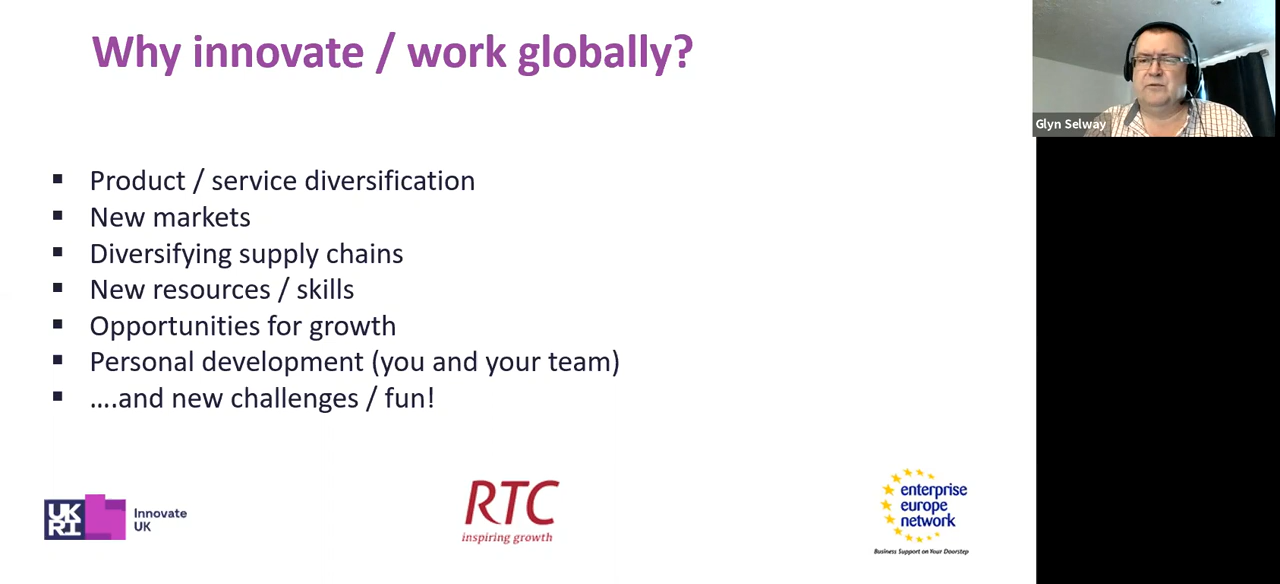 Why innovate / work globally?
Glyn Selway
▪ Product / service diversification
▪ New markets
▪ Diversifying supply chains
▪ New resources / skills
▪ Opportunities for growth
▪ Personal development (you and your team)
▪ ....and new challenges / fun!
UK
RI
Innovate
UK
RTC
inspiring growth
enterprise
europe
network
Business Support on Your Doorstep